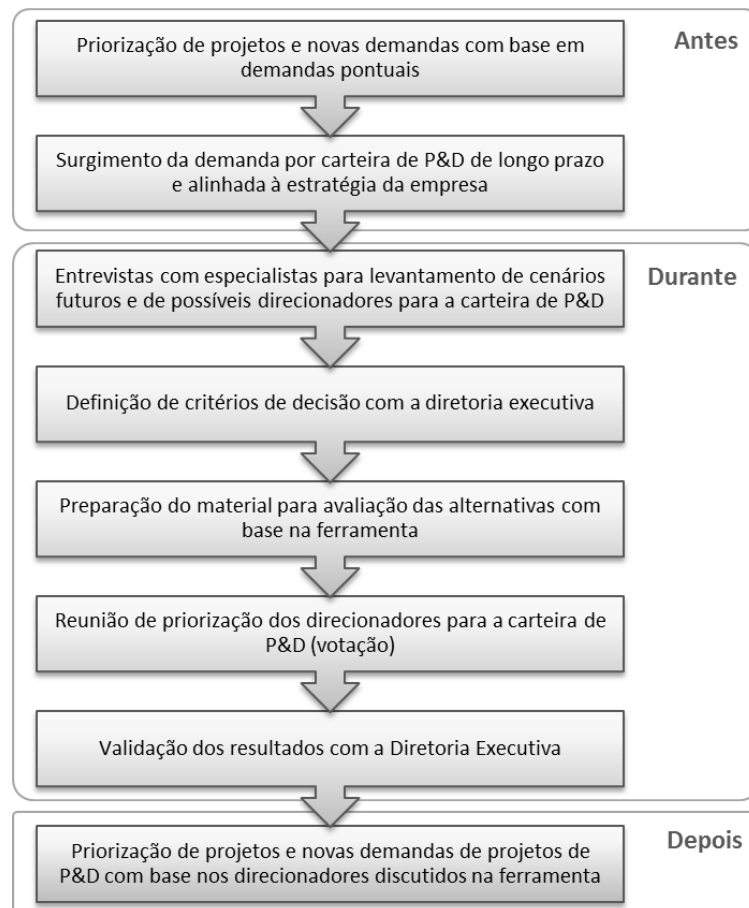 Antes
Priorização de projetos e novas demandas com base em
demandas pontuais
Surgimento da demanda por carteira de P&D de longo prazo
e alinhada à estratégia da empresa
Durante
Entrevistas com especialistas para levantamento de cenários
futuros e de possíveis direcionadores para a carteira de P&D
Definição de critérios de decisão com a diretoria executiva
Preparação do material para avaliação das alternativas com
base na ferramenta
Reunião de priorização dos direcionadores para a carteira de
P&D (votação)
Validação dos resultados com a Diretoria Executiva
Depois
Priorização de projetos e novas demandas de projetos de
P&D com base nos direcionadores discutidos na ferramenta